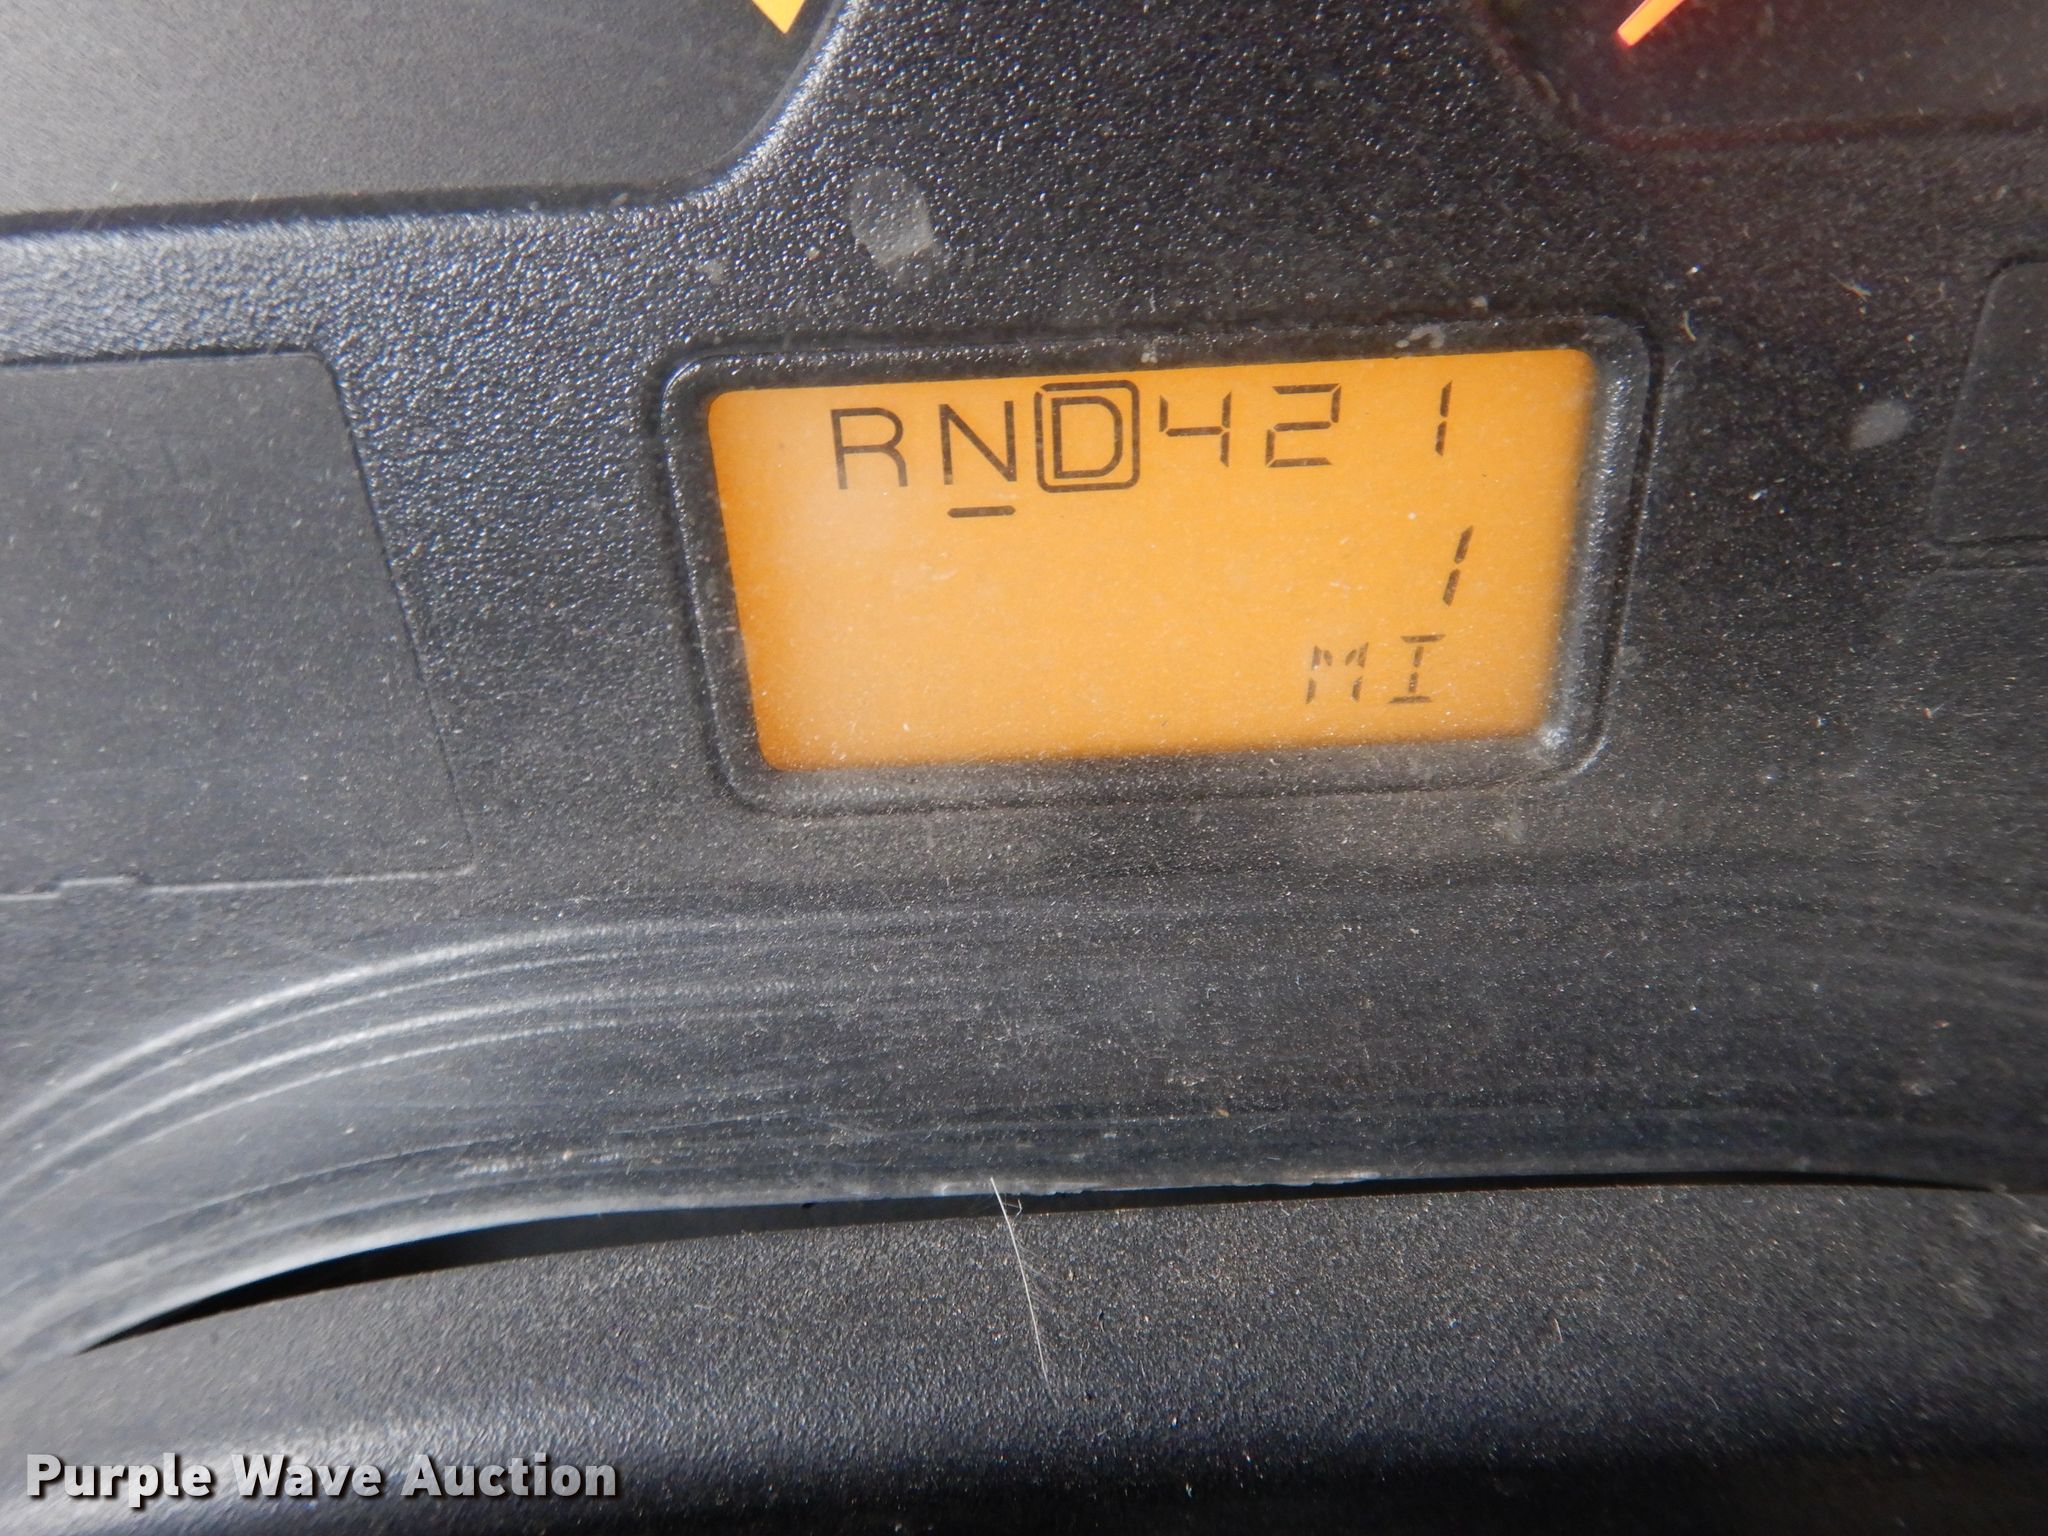 RND421
1
MI
Purple Wave Auction